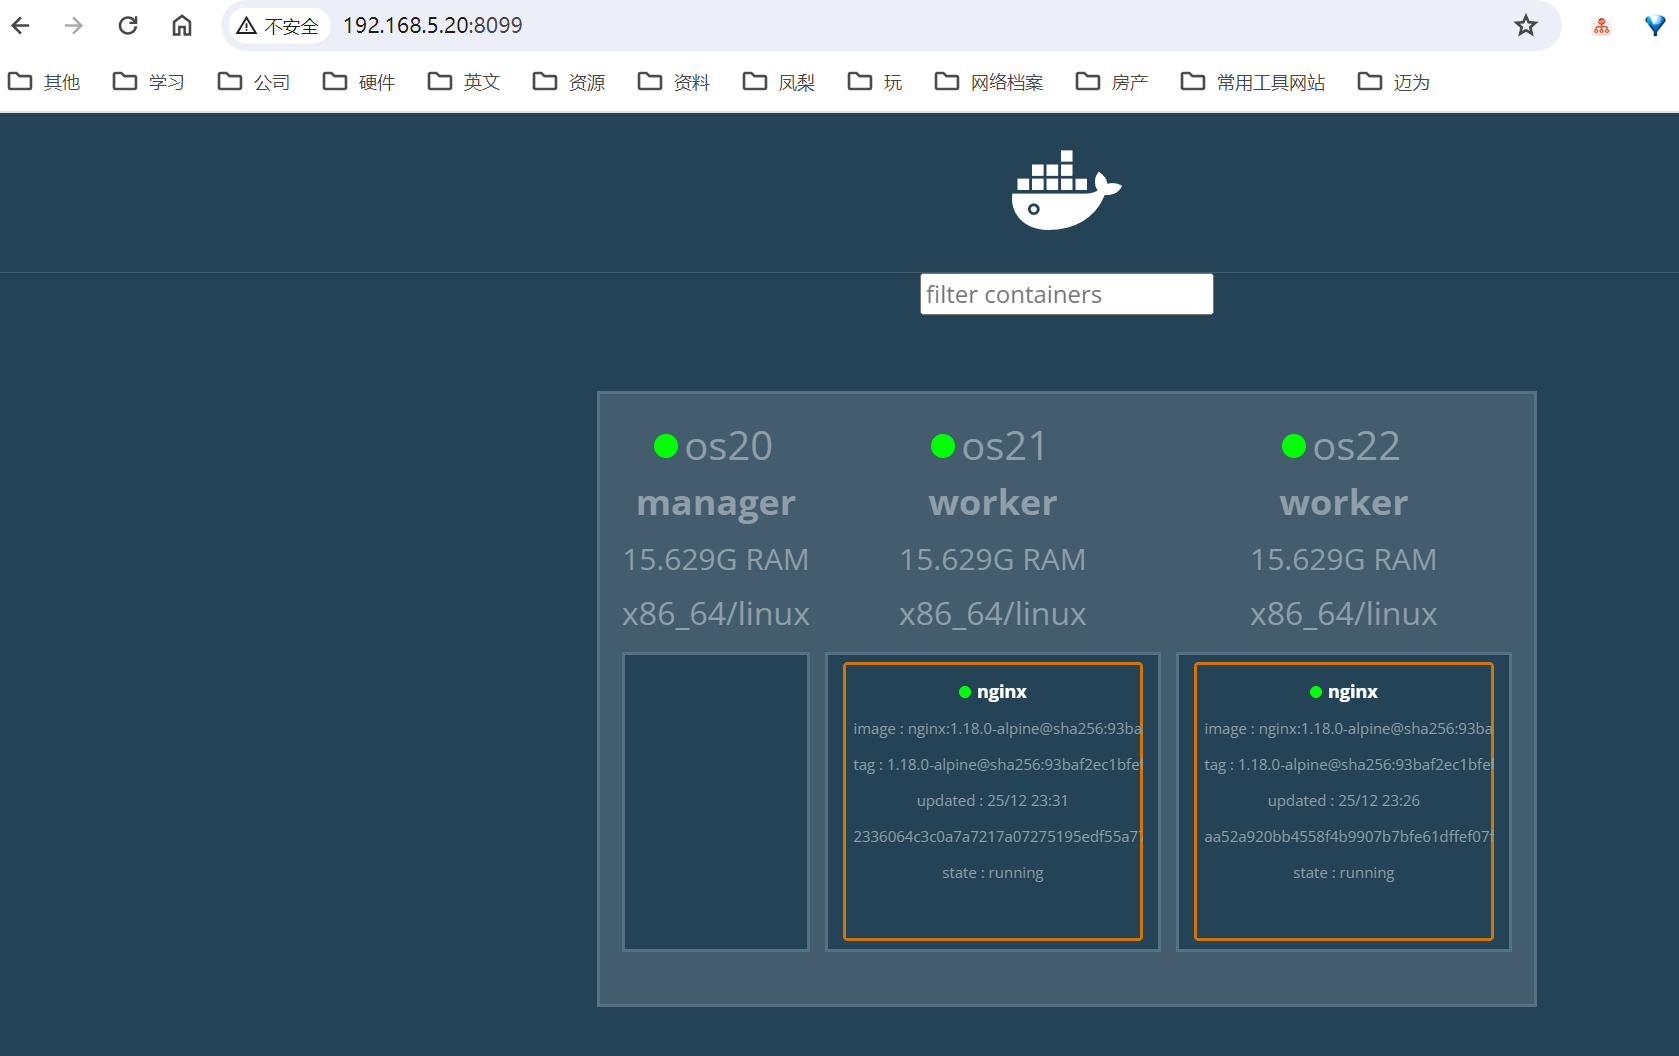 不安全 192.168.5.20:8099
其他 学习 公司 硬件 英文 资源 资料 凤梨 玩 网络档案 房产 常用工具网站 迈为
filter containers
os20
manager
15.629G RAM
x86_64/linux
os21
worker
15.629G RAM
x86_64/linux
nginx
image : nginx:1.18.0-alpine@sha256:93ba
tag : 1.18.0-alpine@sha256:93baf2ec1bfe
updated : 25/12 23:31
2336064c3c0a7a7217a07275195edf55a7
state : running
os22
worker
15.629G RAM
x86_64/linux
nginx
image : nginx:1.18.0-alpine@sha256:93ba
tag : 1.18.0-alpine@sha256:93baf2ec1bfe
updated : 25/12 23:26
aa52a920bb4558f4b9907b7bfe61dffef07
state : running